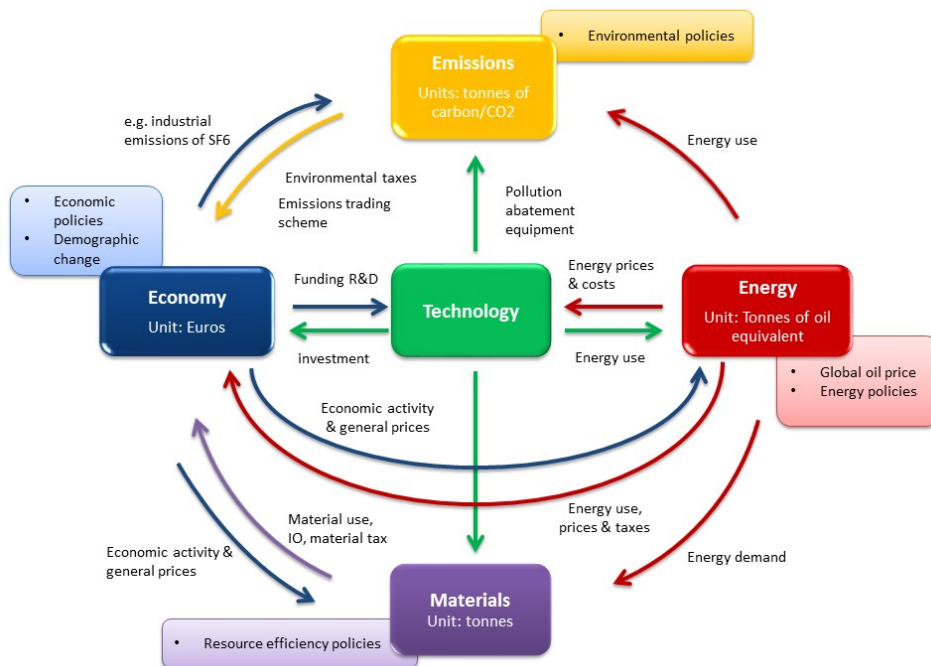 • Environmental policies
Emissions
Units: tonnes of
carbon/CO2
e.g. industrial
emissions of SF6
Energy use
Environmental taxes
Emissions trading
scheme
Pollution
abatement
equipment
• Economic
policies
• Demographic
change
Economy
Unit: Euros
Funding R&D
investment
Technology
Energy prices
& costs
Energy use
Energy
Unit: Tonnes of oil
equivalent
• Global oil price
• Energy policies
Economic activity
& general prices
Energy use,
prices & taxes
Material use,
IO, material tax
Economic activity &
general prices
Energy demand
Materials
Unit: tonnes
• Resource efficiency policies